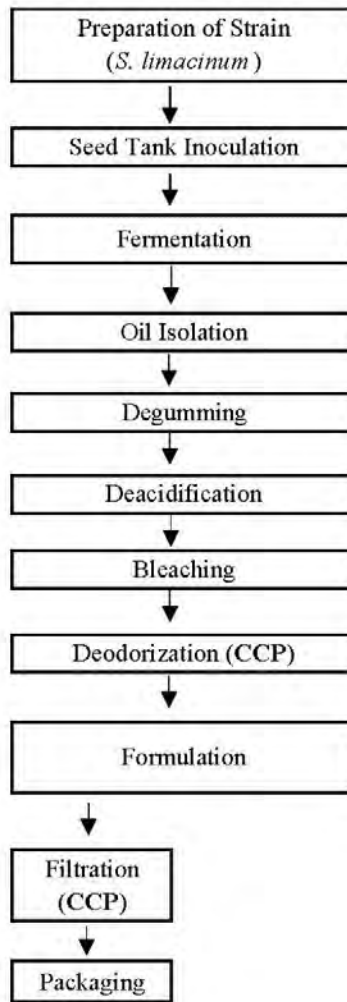 Preparation of Strain
(S. limacinum)
Seed Tank Inoculation
Fermentation
Oil Isolation
Degumming
Deacidification
Bleaching
Deodorization (CCP)
Formulation
Filtration
(CCP)
Packaging